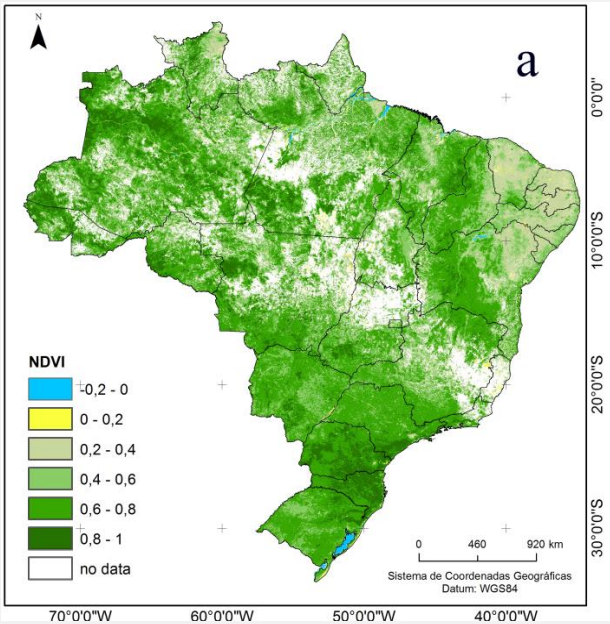 N
a
0°0'0"
10°0'0"S
20°0'0"S
30°0'0"S
NDVI
-0,2 - 0
0 - 0,2
0,2 - 0,4
0,4 - 0,6
0,6 - 0,8
0,8 - 1
no data
0 460 920 km
Sistema de Coordenadas Geográficas
Datum: WGS84
70°0'0"W 60°0'0"W 50°0'0"W 40°0'0"W